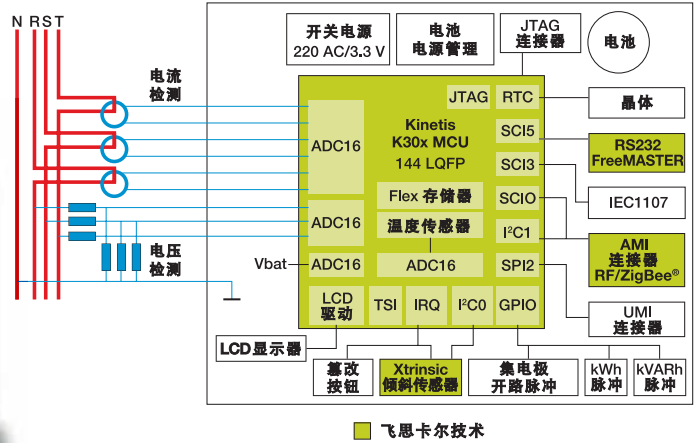 N R S T
电流
检测
电压
检测
开关电源
220 AC/3.3 V
电池
电源管理
JTAG
连接器
电池
JTAG
RTC
晶体
Kinetis
K30x MCU
144 LQFP
ADC16
SCI5
RS232
FreeMASTER
SCI3
IEC1107
Flex 存储器
SCIO
温度传感器
ADC16
I²C1
AMI
连接器
RF/ZigBee®
Vbat
ADC16
ADC16
SPI2
UMI
连接器
LCD
驱动
TSI
IRQ
I²C0
GPIO
LCD显示器
篡改
按钮
Xtrinsic
倾斜传感器
集电极
开路脉冲
kWh
脉冲
kVARh
脉冲
飞思卡尔技术